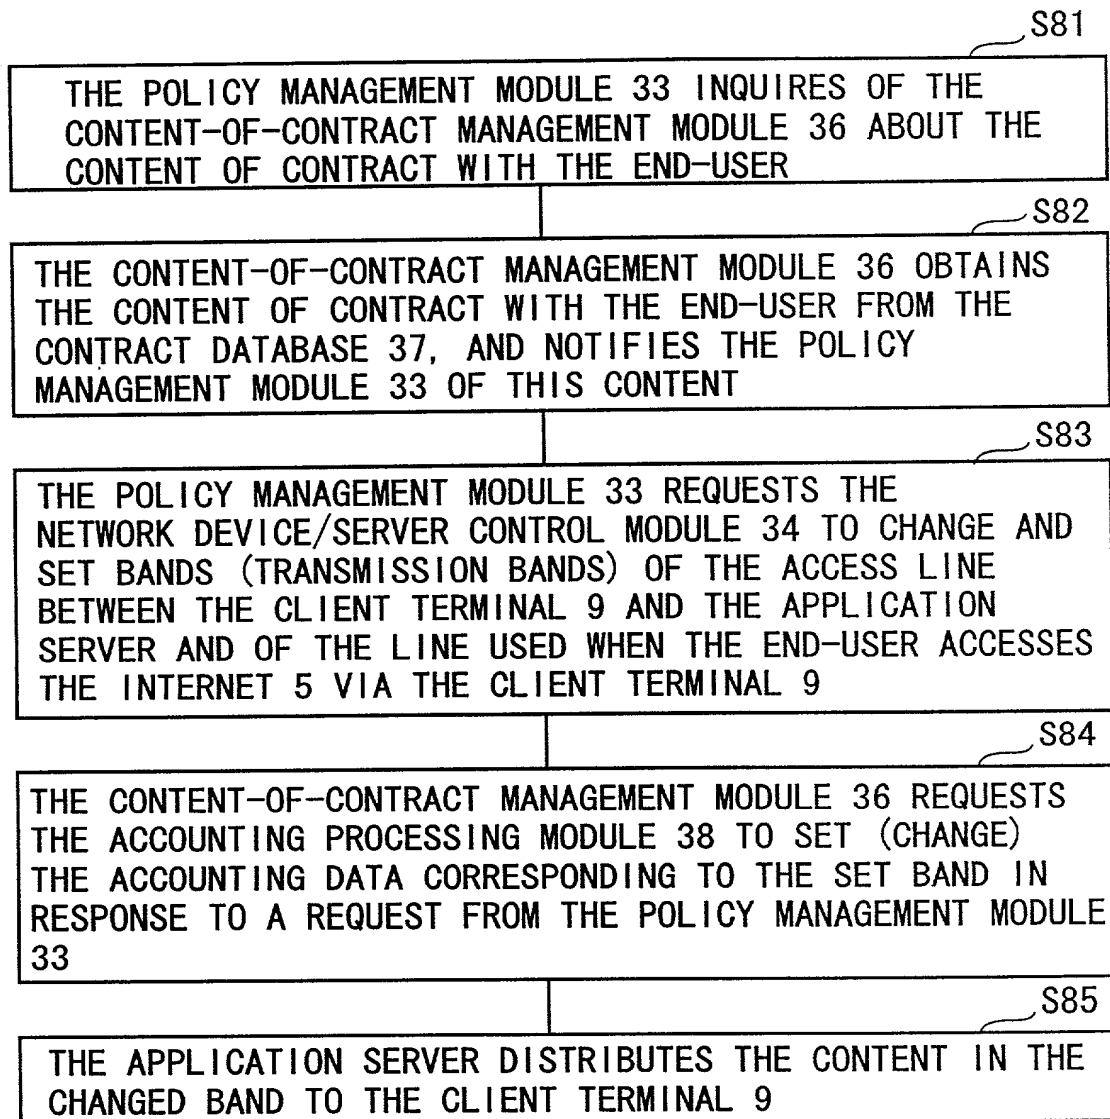 S81
THE POLICY MANAGEMENT MODULE 33 INQUIRES OF THE
CONTENT-OF-CONTRACT MANAGEMENT MODULE 36 ABOUT THE
CONTENT OF CONTRACT WITH THE END-USER
S82
THE CONTENT-OF-CONTRACT MANAGEMENT MODULE 36 OBTAINS
THE CONTENT OF CONTRACT WITH THE END-USER FROM THE
CONTRACT DATABASE 37, AND NOTIFIES THE POLICY
MANAGEMENT MODULE 33 OF THIS CONTENT
S83
THE POLICY MANAGEMENT MODULE 33 REQUESTS THE
NETWORK DEVICE/SERVER CONTROL MODULE 34 TO CHANGE AND
SET BANDS (TRANSMISSION BANDS) OF THE ACCESS LINE
BETWEEN THE CLIENT TERMINAL 9 AND THE APPLICATION
SERVER AND OF THE LINE USED WHEN THE END-USER ACCESSES
THE INTERNET 5 VIA THE CLIENT TERMINAL 9
S84
THE CONTENT-OF-CONTRACT MANAGEMENT MODULE 36 REQUESTS
THE ACCOUNTING PROCESSING MODULE 38 TO SET (CHANGE)
THE ACCOUNTING DATA CORRESPONDING TO THE SET BAND IN
RESPONSE TO A REQUEST FROM THE POLICY MANAGEMENT MODULE
33
S85
THE APPLICATION SERVER DISTRIBUTES THE CONTENT IN THE
CHANGED BAND TO THE CLIENT TERMINAL 9